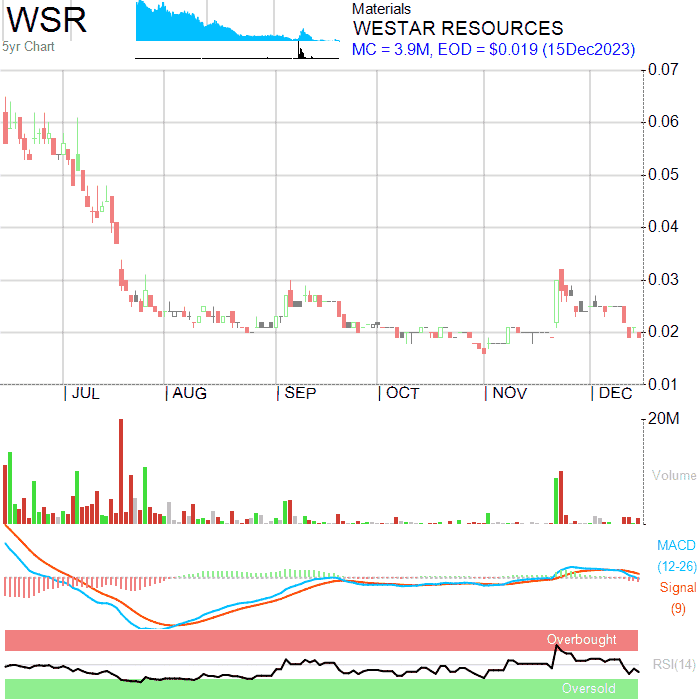 WSR
5yr Chart
Materials
WESTAR RESOURCES
MC = 3.9M, EOD = $0.019 (15Dec2023)
0.07
0.06
0.05
0.04
0.03
0.02
0.01
JUL AUG SEP OCT NOV DEC
20M
Volume
MACD
(12-26)
Signal
(9)
Overbought
RSI(14)
Oversold